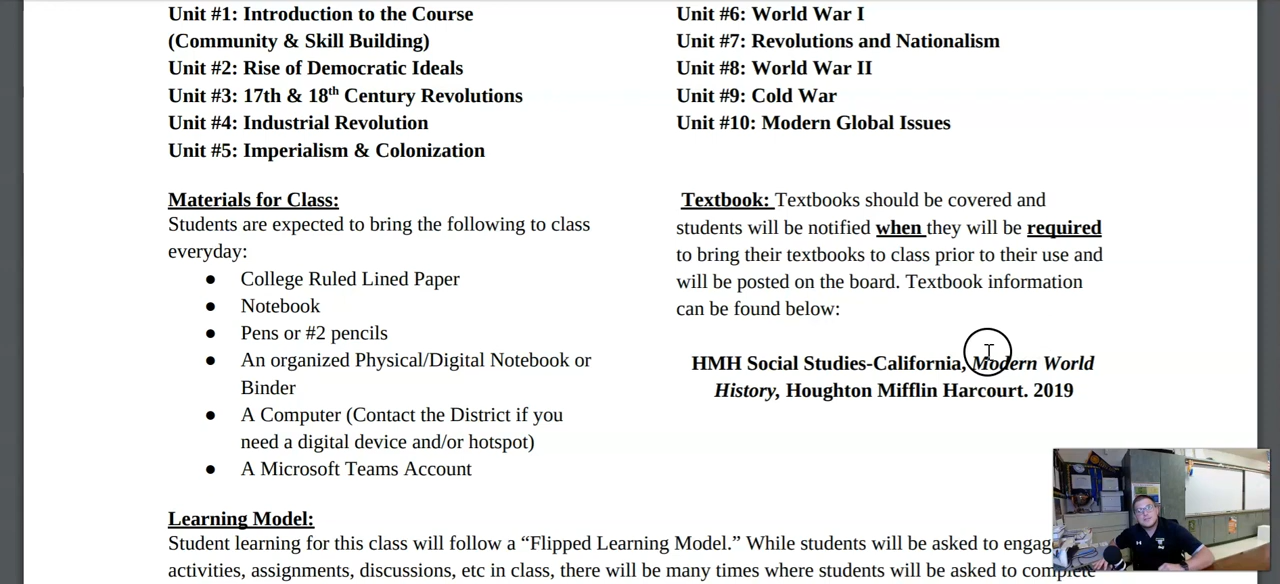 Unit #1: Introduction to the Course
(Community & Skill Building)
Unit #2: Rise of Democratic Ideals
Unit #3: 17th & 18th Century Revolutions
Unit #4: Industrial Revolution
Unit #5: Imperialism & Colonization
Unit #6: World War I
Unit #7: Revolutions and Nationalism
Unit #8: World War II
Unit #9: Cold War
Unit #10: Modern Global Issues
Materials for Class:
Students are expected to bring the following to class
everyday:
● College Ruled Lined Paper
● Notebook
● Pens or #2 pencils
● An organized Physical/Digital Notebook or
Binder
● A Computer (Contact the District if you
need a digital device and/or hotspot)
● A Microsoft Teams Account
Textbook: Textbooks should be covered and
students will be notified when they will be required
to bring their textbooks to class prior to their use and
will be posted on the board. Textbook information
can be found below:
HMH Social Studies-California, Modern World
History, Houghton Mifflin Harcourt. 2019
Learning Model:
Student learning for this class will follow a “Flipped Learning Model.” While students will be asked to engag
activities, assignments, discussions, etc in class, there will be many times where students will be asked to complete